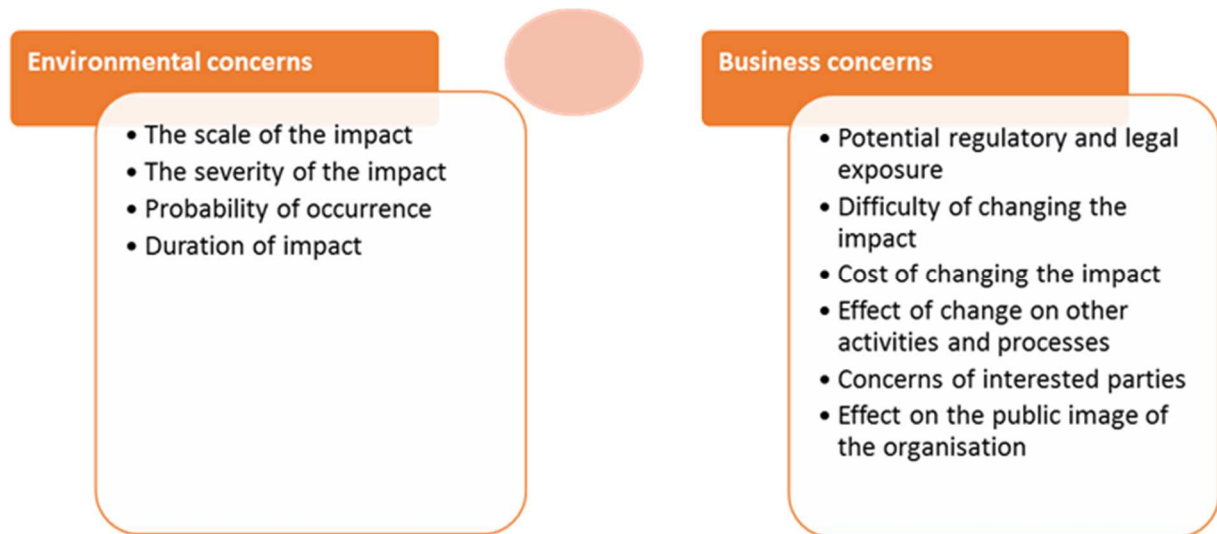 Environmental concerns
• The scale of the impact
• The severity of the impact
• Probability of occurrence
• Duration of impact
Business concerns
• Potential regulatory and legal
exposure
• Difficulty of changing the
impact
• Cost of changing the impact
• Effect of change on other
activities and processes
• Concerns of interested parties
• Effect on the public image of
the organisation